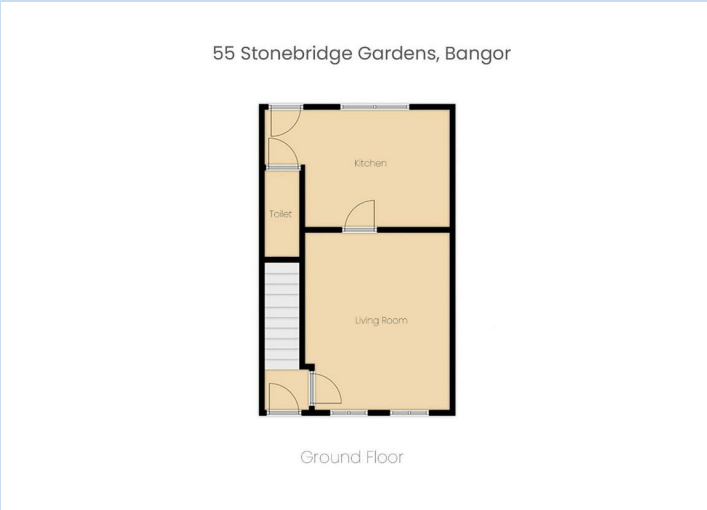 55 Stonebridge Gardens, Bangor
Kitchen
Toilet
Living Room
Ground Floor